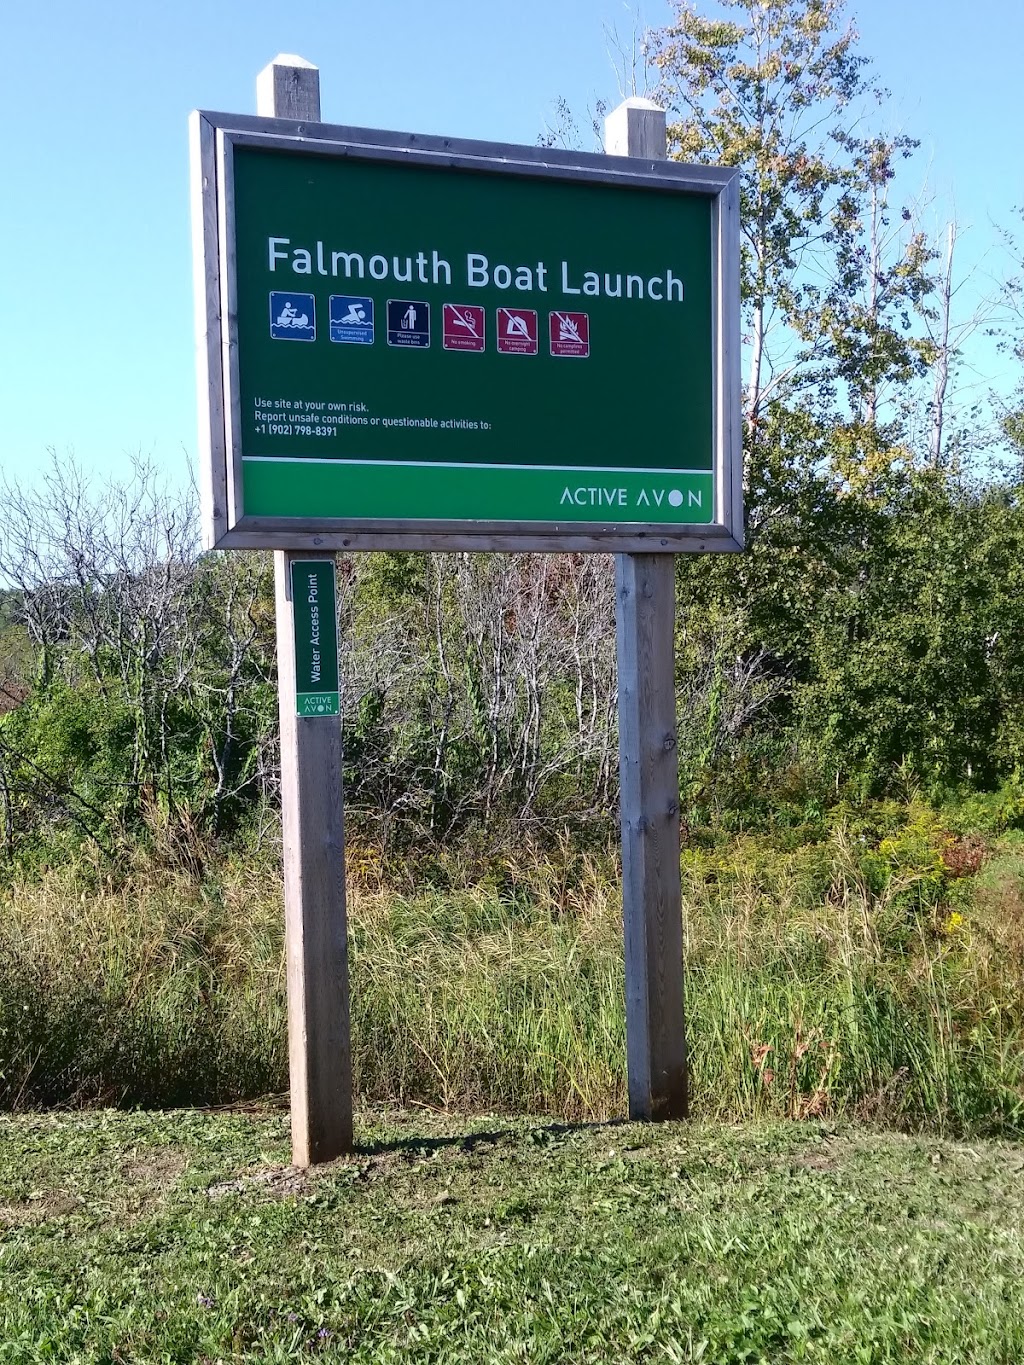 Falmouth Boat Launch
Unsupervised
Swimming
Please use
waste bins
No smoking
No overnight
camping
No campfires
permitted
Use site at your own risk.
Report unsafe conditions or questionable activities to:
+1 (902) 798-8391
ACTIVE AVON
Water Access Point
ACTIVE
AVON